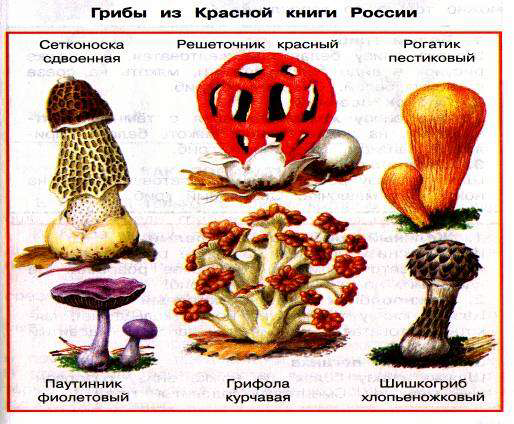 Грибы из Красной книги России
Сетконоска
сдвоенная
Решеточник красный
Рогатик
пестиковый
Паутинник
фиолетовый
Грифола
курчавая
Шишкогриб
хлопьеножковый